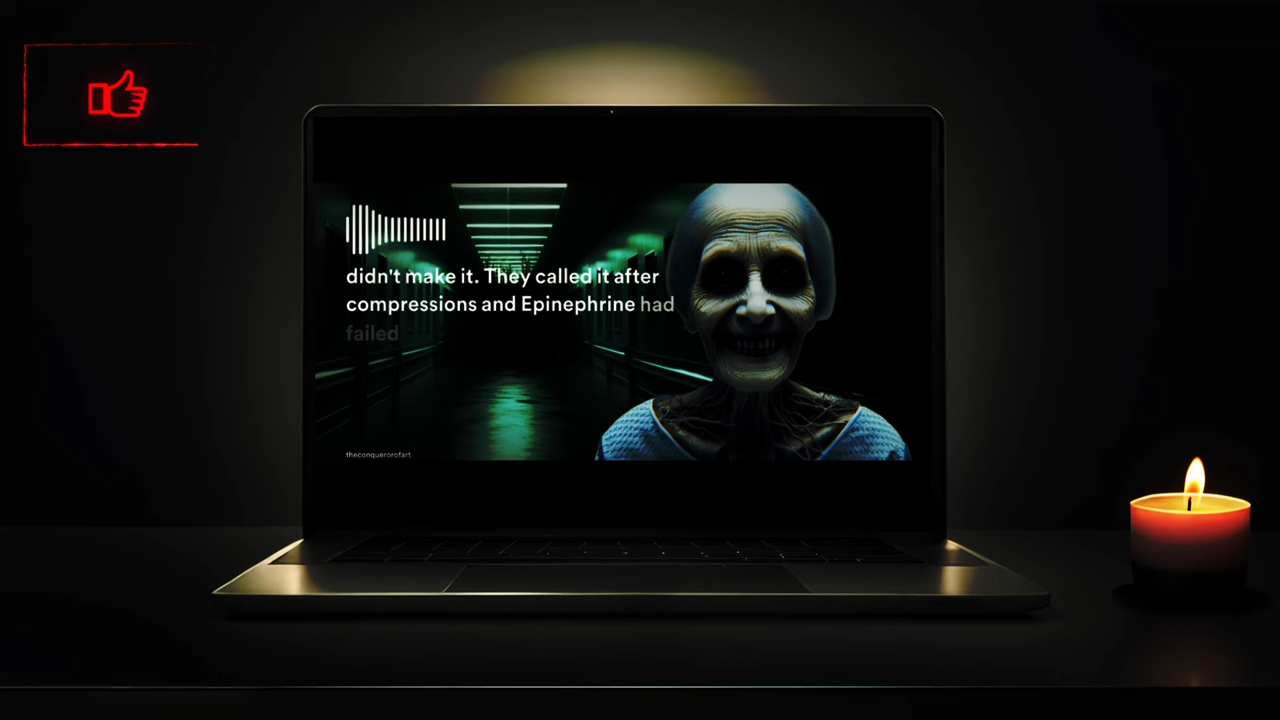 didn't make it. They called it after
compressions and Epinephrine had
failed
theconquerorofart